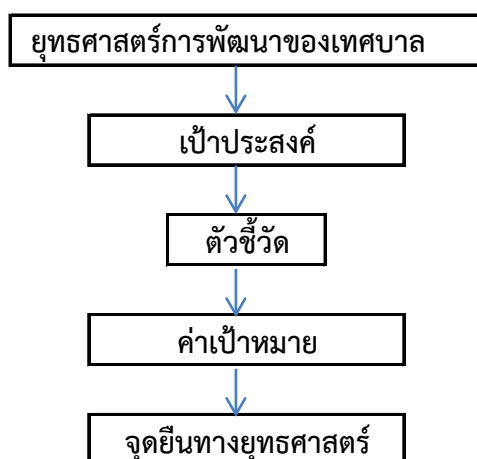 ยุทธศาสตร์การพัฒนาของเทศบาล
เป้าประสงค์
ตัวชี้วัด
ค่าเป้าหมาย
จุดยืนทางยุทธศาสตร์